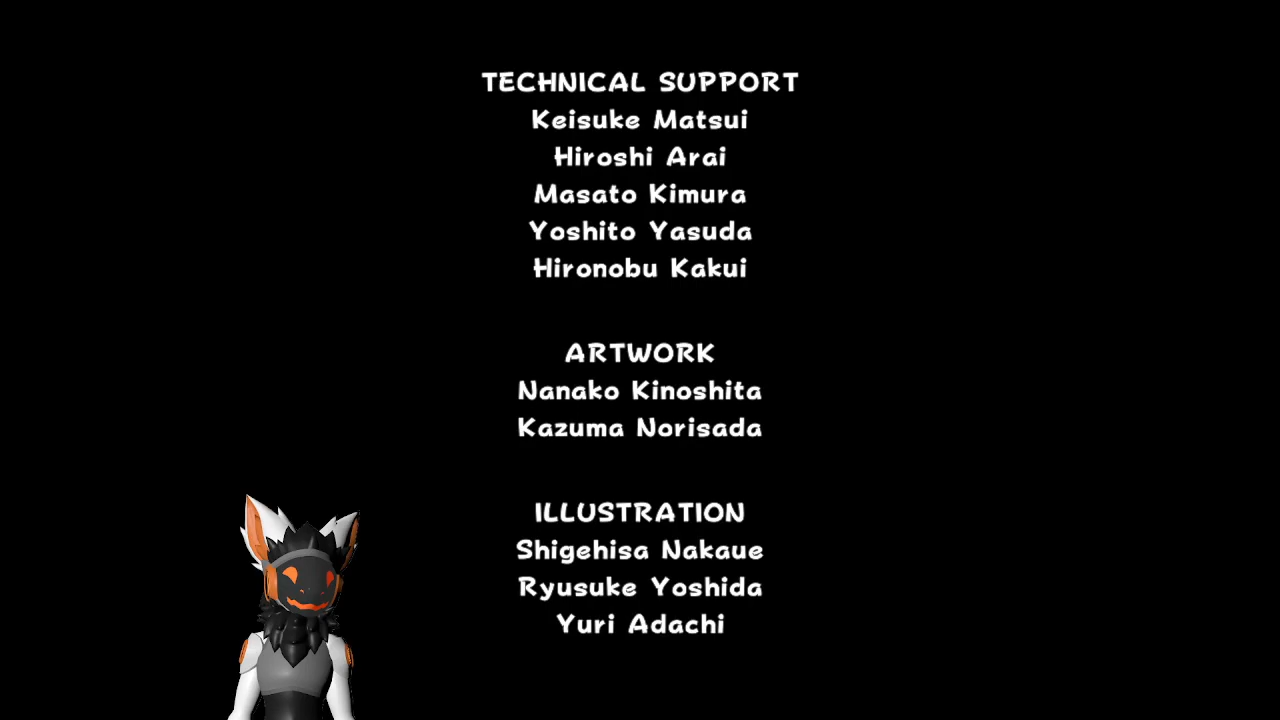 TECHNICAL SUPPORT
Keisuke Matsui
Hiroshi Arai
Masato Kimura
Yoshito Yasuda
Hironobu Kakui
ARTWORK
Nanako Kinoshita
Kazuma Norisada
ILLUSTRATION
Shigehisa Nakaue
Ryusuke Yoshida
Yuri Adachi